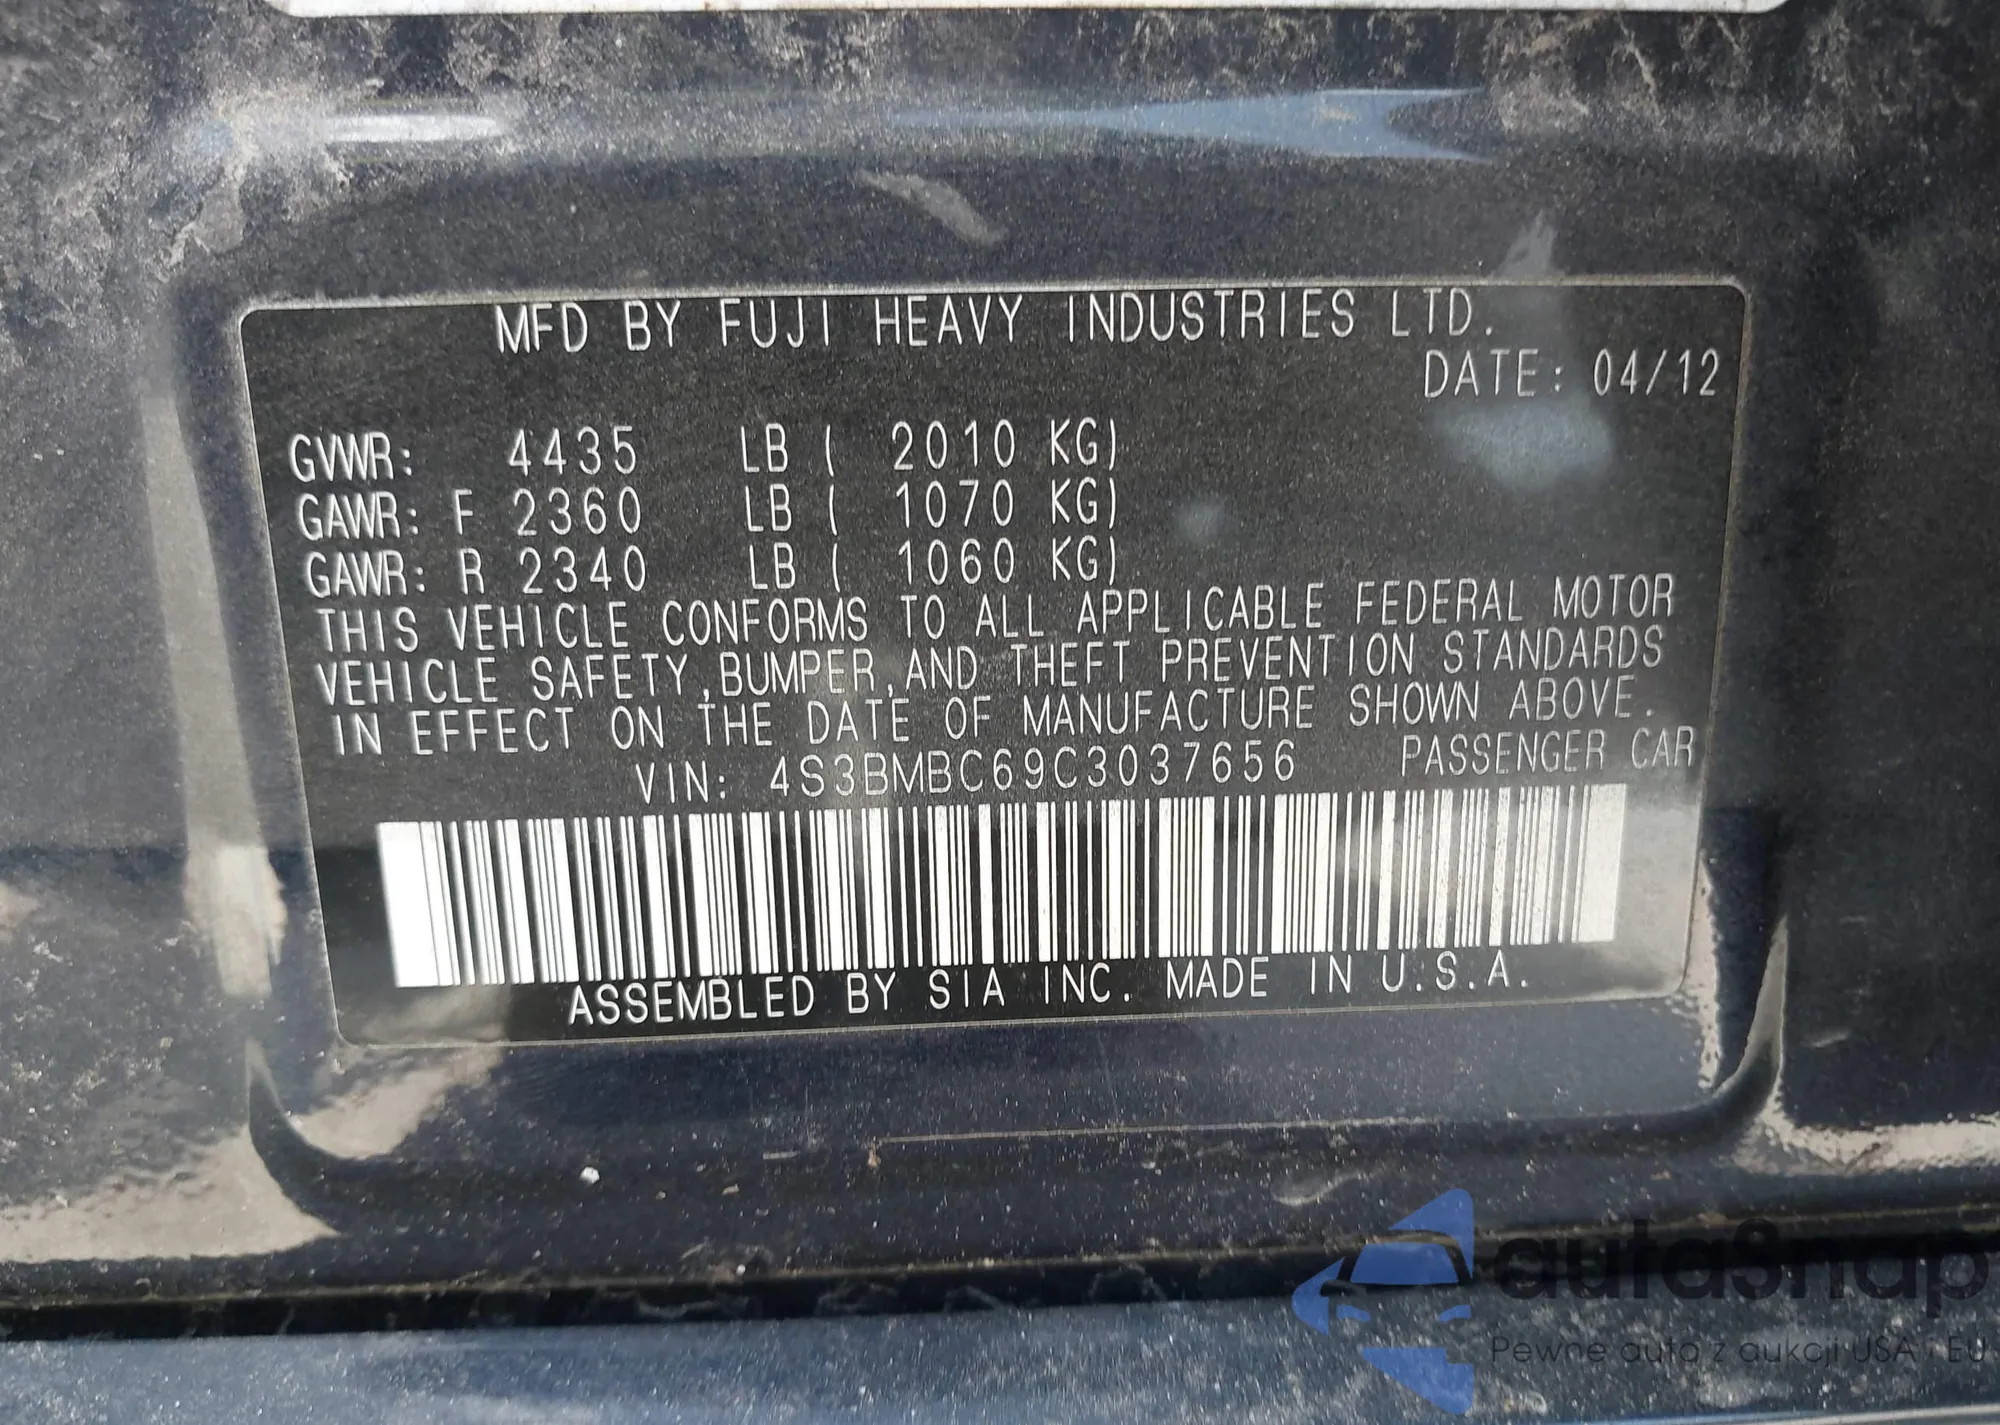 MFD BY FUJI HEAVY INDUSTRIES LTD.
DATE: 04/12
GVWR: 4435 LB ( 2010 KG)
GAWR: F 2360 LB ( 1070 KG)
GAWR: R 2340 LB ( 1060 KG)
THIS VEHICLE CONFORMS TO ALL APPLICABLE FEDERAL MOTOR
VEHICLE SAFETY,BUMPER,AND THEFT PREVENTION STANDARDS
IN EFFECT ON THE DATE OF MANUFACTURE SHOWN ABOVE.
VIN: 4S3BMBC69C3037656 PASSENGER CAR
ASSEMBLED BY SIA INC. MADE IN U.S.A.
autaSnap
Pewne auta z aukcji USA i EU